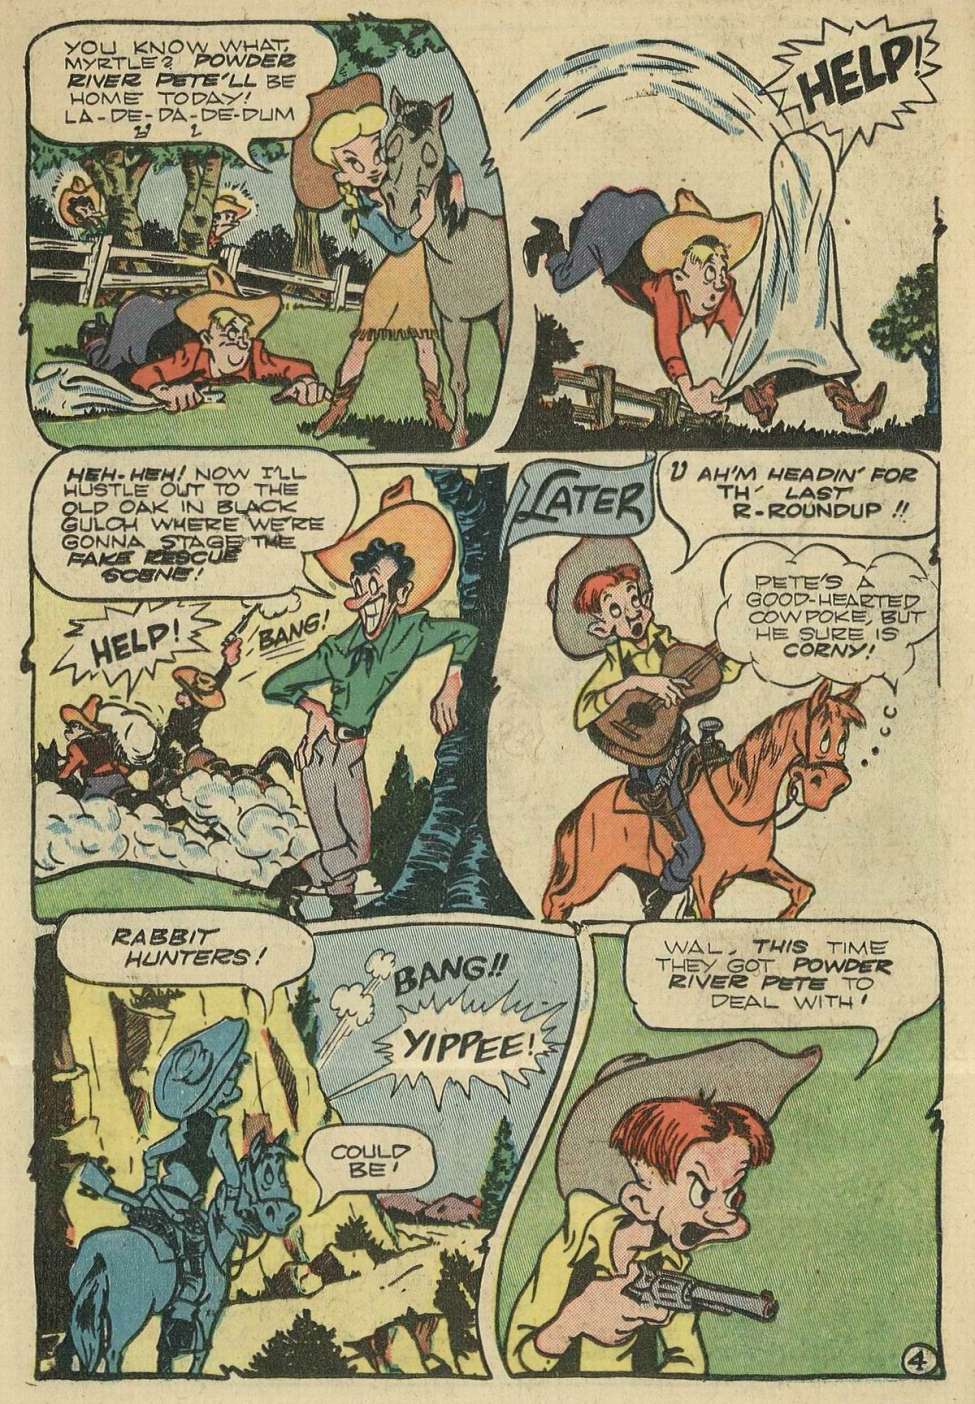 YOU KNOW WHAT,
MYRTLE? POWDER
RIVER PETE'LL BE
HOME TODAY!
LA-DE-DA-DE-DUM
HELP!
HEH-HEH! NOW I'LL
HUSTLE OUT TO THE
OLD OAK IN BLACK
GULCH WHERE WE'RE
GONNA STAGE THE
FAKE RESCUE
SCENE!
HELP!
BANG!
LATER
AH'M HEADIN' FOR
TH' LAST
R-ROUNDUP!!
PETE'S A
GOOD-HEARTED
COWPOKE, BUT
HE SURE IS
CORNY!
RABBIT
HUNTERS!
BANG!!
YIPPEE!
COULD
BE!
WAL, THIS TIME
THEY GOT POWDER
RIVER PETE TO
DEAL WITH!
4